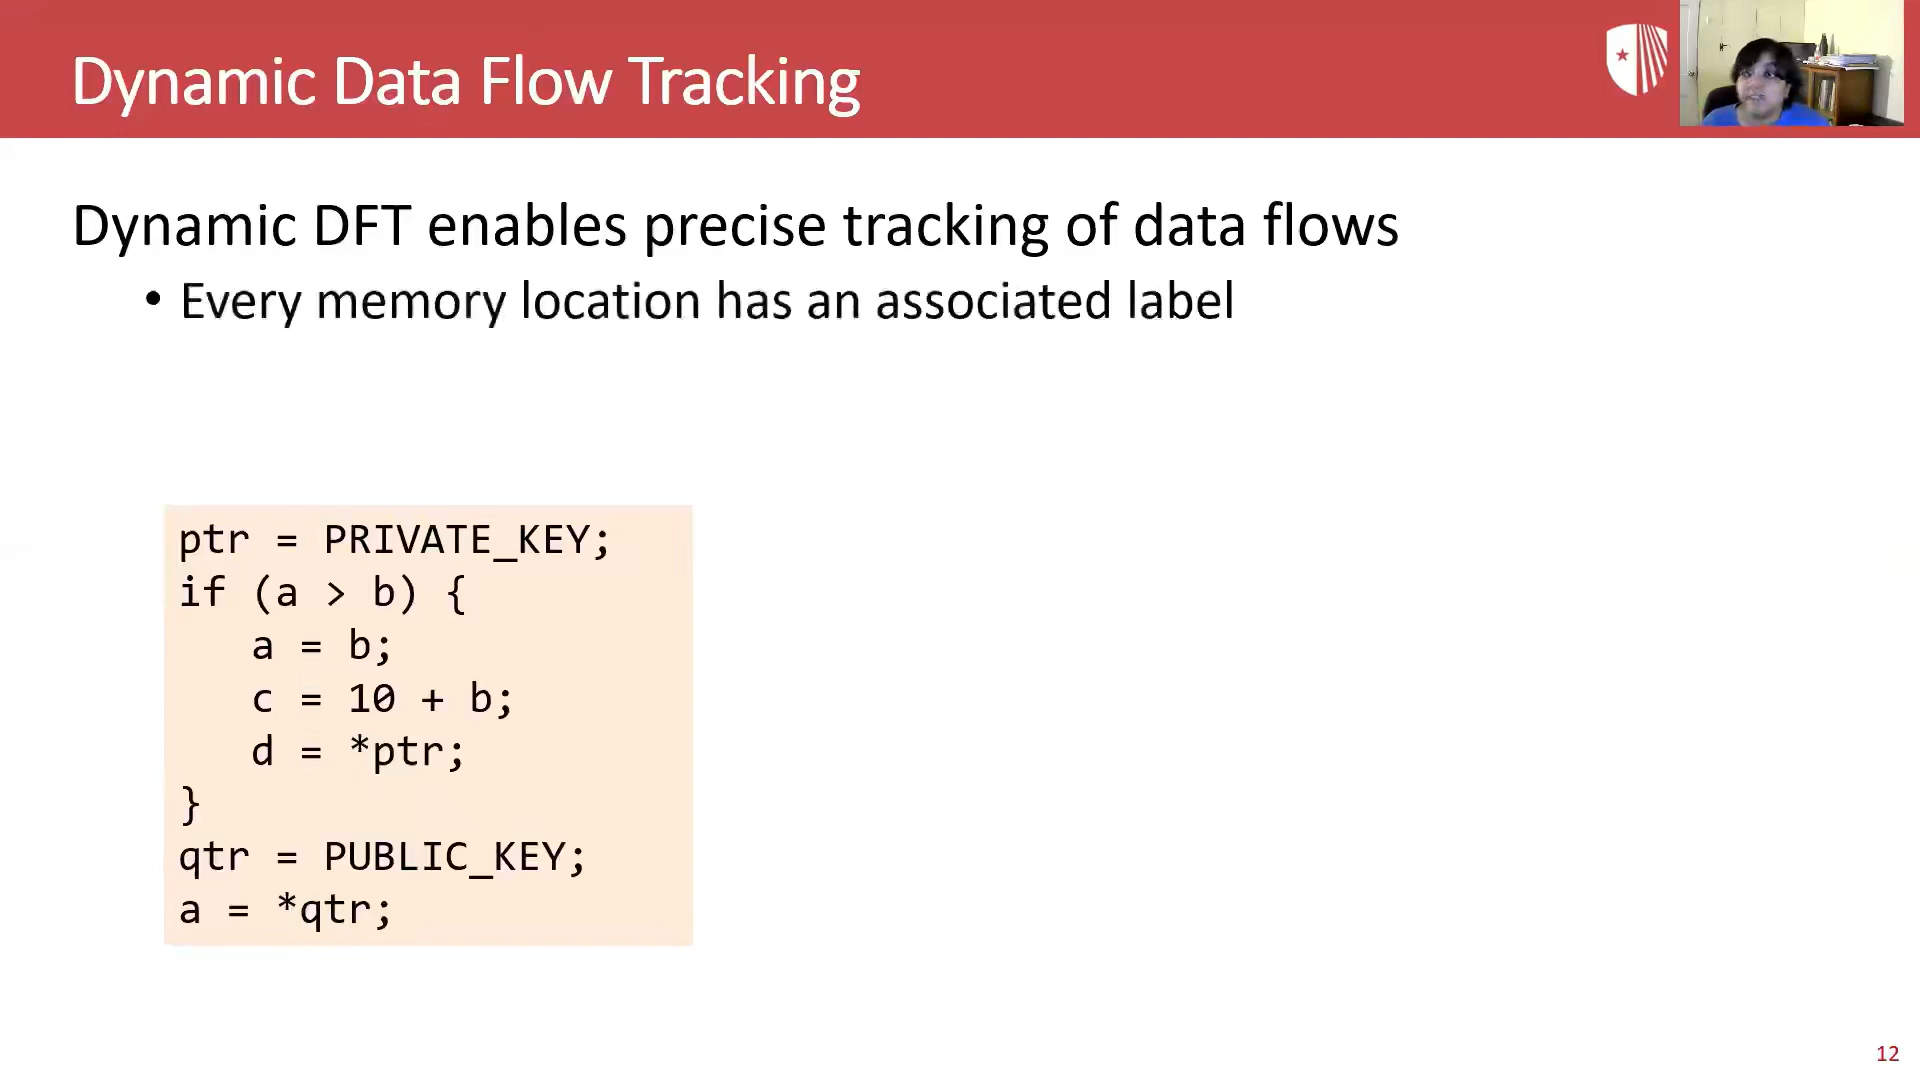 Dynamic Data Flow Tracking
Dynamic DFT enables precise tracking of data flows
• Every memory location has an associated label
ptr = PRIVATE_KEY;
if (a > b) {
   a = b;
   c = 10 + b;
   d = *ptr;
}
qtr = PUBLIC_KEY;
a = *qtr;
12